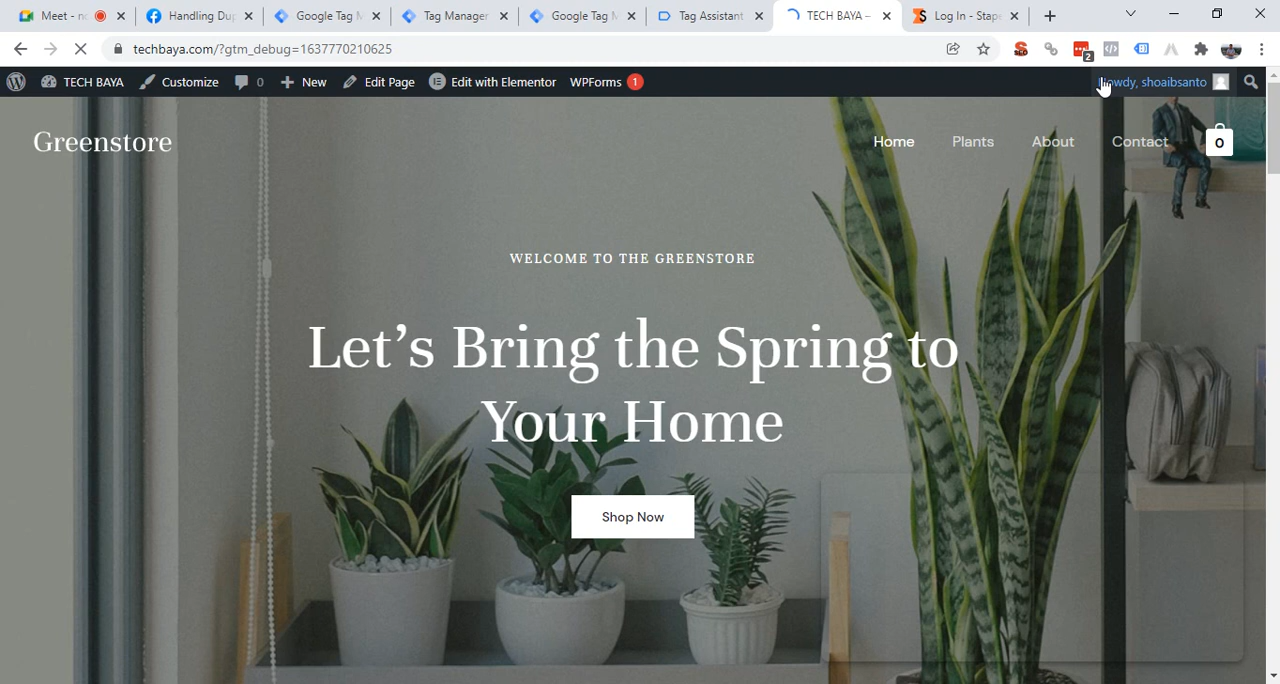 Meet - n
Handling Du
Google Tag M
Tag Manager
Google Tag M
Tag Assistant
TECH BAYA –
Log In - Stape
techbaya.com/?gtm_debug=1637770210625
2
TECH BAYA
Customize
0
New
Edit Page
Edit with Elementor
WPForms 1
Howdy, shoaibsanto
Greenstore
Home
Plants
About
Contact
0
WELCOME TO THE GREENSTORE
Let's Bring the Spring to
Your Home
Shop Now